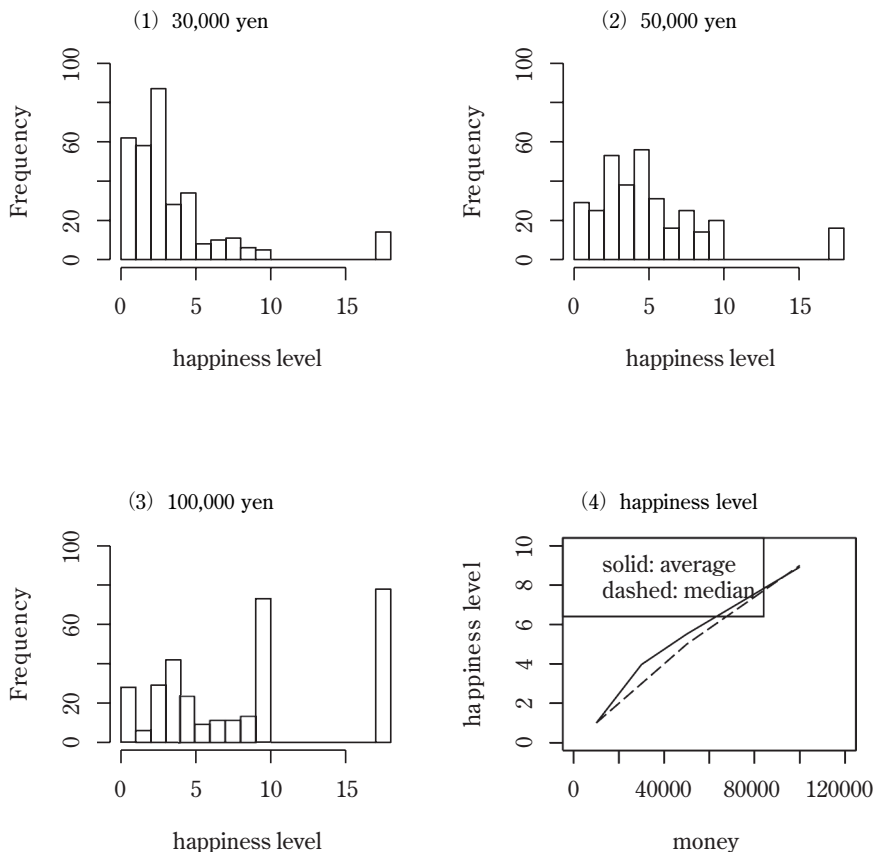 (1) 30,000 yen
Frequency
100
60
20
0
0 5 10 15
happiness level
(2) 50,000 yen
Frequency
100
60
20
0
0 5 10 15
happiness level
(3) 100,000 yen
Frequency
100
60
20
0
0 5 10 15
happiness level
(4) happiness level
happiness level
10
8
6
4
2
0
solid: average
dashed: median
0 40000 80000 120000
money